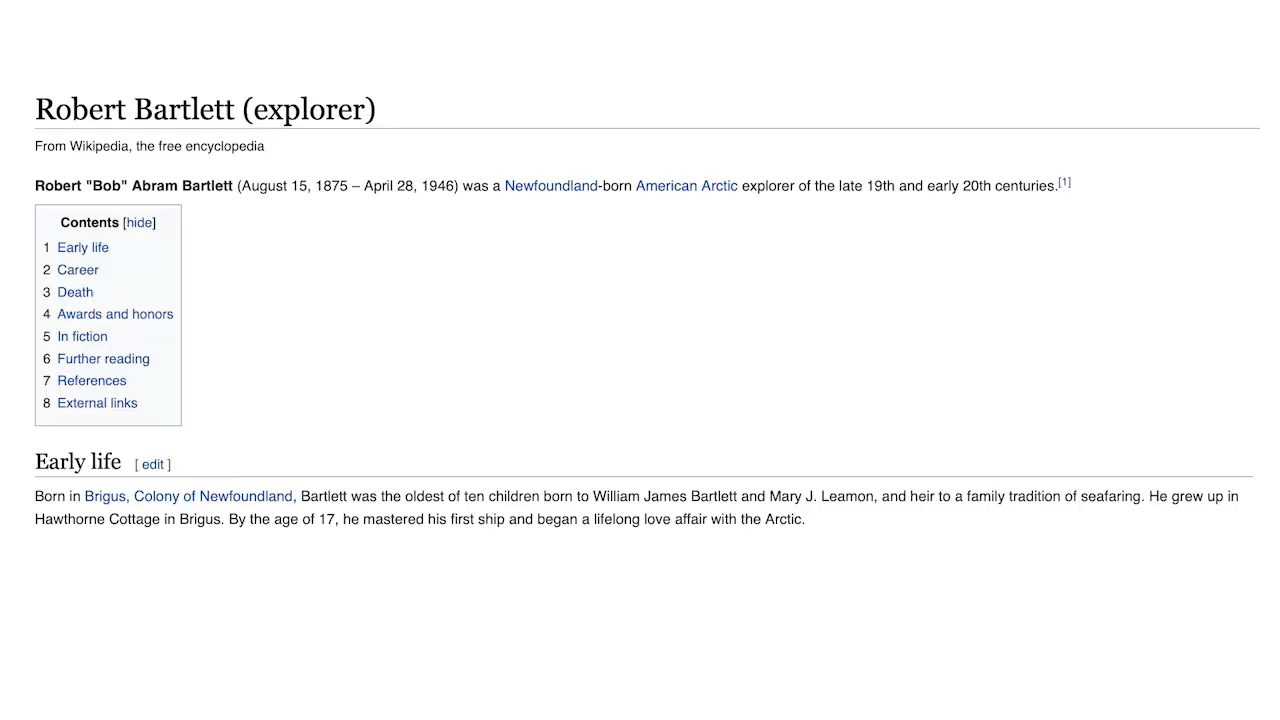 Robert Bartlett (explorer)
From Wikipedia, the free encyclopedia
Robert "Bob" Abram Bartlett (August 15, 1875 – April 28, 1946) was a Newfoundland-born American Arctic explorer of the late 19th and early 20th centuries.[1]
Contents [hide]
1 Early life
2 Career
3 Death
4 Awards and honors
5 In fiction
6 Further reading
7 References
8 External links
Early life [ edit ]
Born in Brigus, Colony of Newfoundland, Bartlett was the oldest of ten children born to William James Bartlett and Mary J. Leamon, and heir to a family tradition of seafaring. He grew up in
Hawthorne Cottage in Brigus. By the age of 17, he mastered his first ship and began a lifelong love affair with the Arctic.